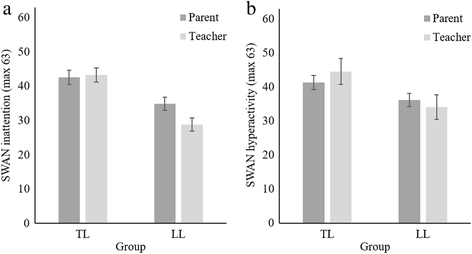 a
SWAN inattention (max 63)
60
50
40
30
20
10
0
Parent
Teacher
TL
LL
Group
b
SWAN hyperactivity (max 63)
60
50
40
30
20
10
0
Parent
Teacher
TL
LL
Group